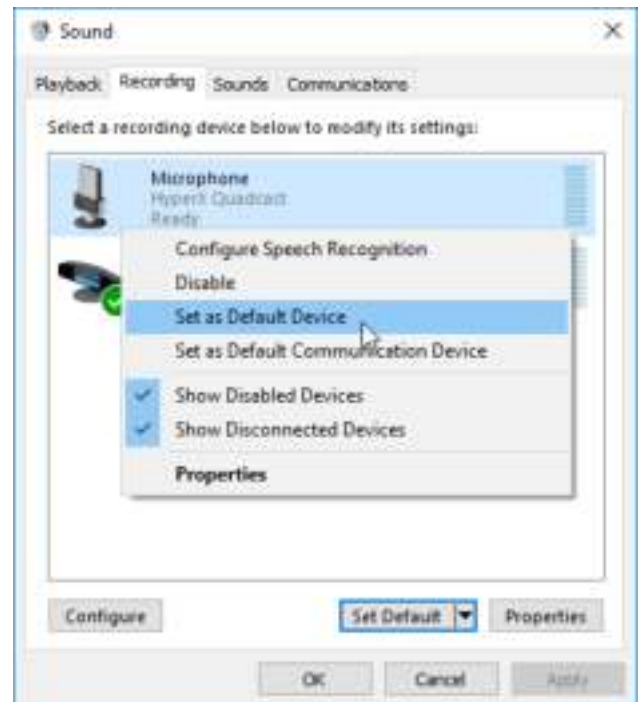 Sound
Playback Recording Sounds Communications
Select a recording device below to modify its settings:
Microphone
HyperX Quadcast
Ready
Configure Speech Recognition
Disable
Set as Default Device
Set as Default Communication Device
Show Disabled Devices
Show Disconnected Devices
Properties
Configure Set Default Properties
OK Cancel Apply